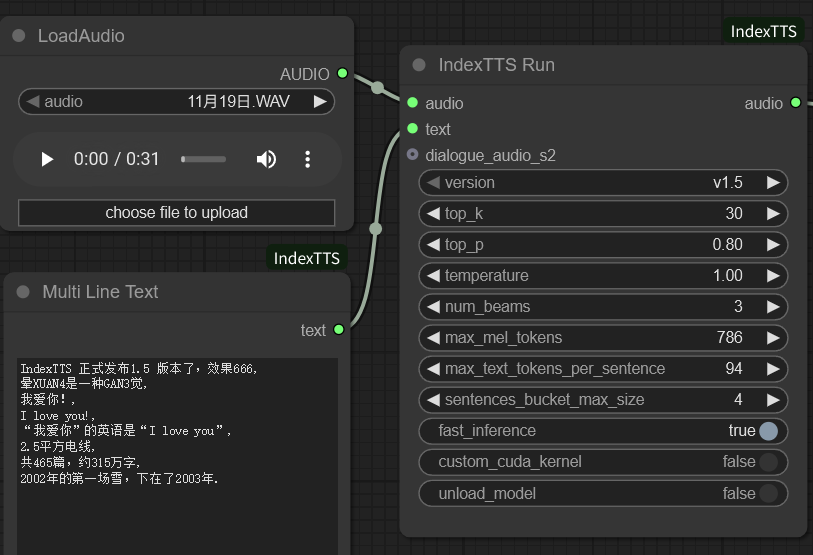 LoadAudio
AUDIO
audio 11月19日.WAV
0:00 / 0:31
choose file to upload
IndexTTS
Multi Line Text
text
IndexTTS 正式发布1.5 版本了，效果666,
晕XUAN4是一种GAN3觉,
我爱你！,
I love you!,
“我爱你”的英语是“I love you”,
2.5平方电线,
共465篇，约315万字,
2002年的第一场雪，下在了2003年.
IndexTTS
IndexTTS Run
audio audio
text
dialogue_audio_s2
version v1.5
top_k 30
top_p 0.80
temperature 1.00
num_beams 3
max_mel_tokens 786
max_text_tokens_per_sentence 94
sentences_bucket_max_size 4
fast_inference true
custom_cuda_kernel false
unload_model false